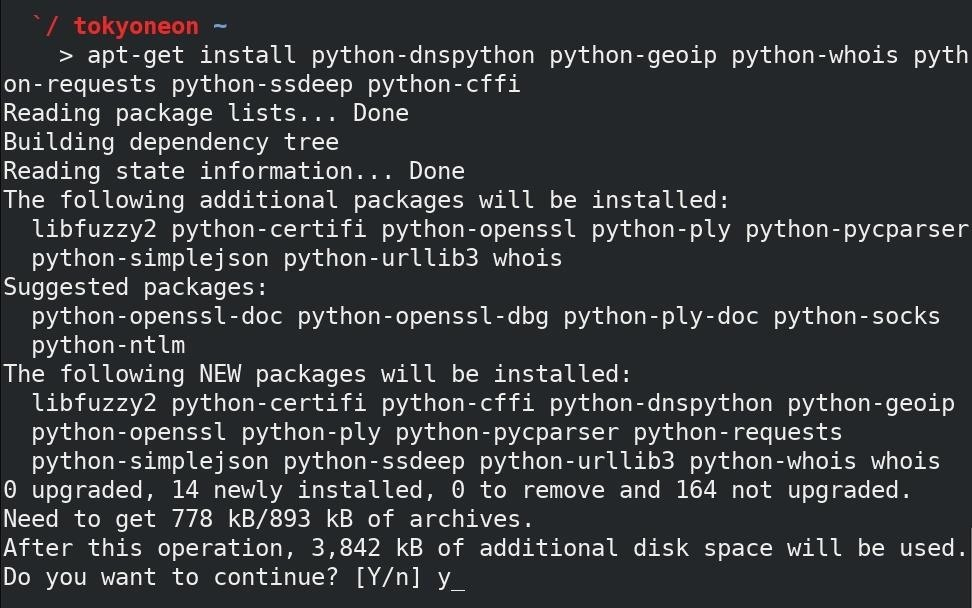 `/ tokyoneon ~
> apt-get install python-dnspython python-geoip python-whois pyth
on-requests python-ssdeep python-cffi
Reading package lists... Done
Building dependency tree
Reading state information... Done
The following additional packages will be installed:
libfuzzy2 python-certifi python-openssl python-ply python-pycparser
python-simplejson python-urllib3 whois
Suggested packages:
python-openssl-doc python-openssl-dbg python-ply-doc python-socks
python-ntlm
The following NEW packages will be installed:
libfuzzy2 python-certifi python-cffi python-dnspython python-geoip
python-openssl python-ply python-pycparser python-requests
python-simplejson python-ssdeep python-urllib3 python-whois whois
0 upgraded, 14 newly installed, 0 to remove and 164 not upgraded.
Need to get 778 kB/893 kB of archives.
After this operation, 3,842 kB of additional disk space will be used.
Do you want to continue? [Y/n] y_